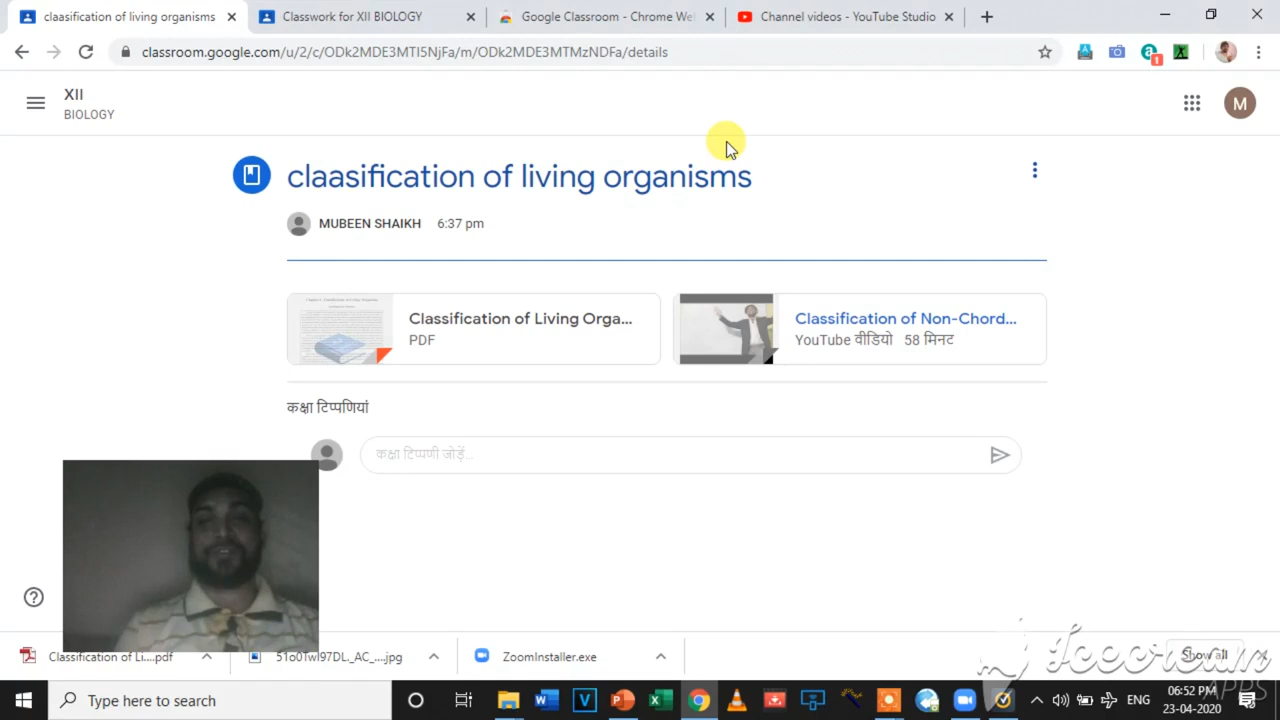 claasification of living organisms
Classwork for XII BIOLOGY
Google Classroom - Chrome We
Channel videos - YouTube Studio
classroom.google.com/u/2/c/ODk2MDE3MTI5NjFa/m/ODk2MDE3MTMzNDFa/details
XII
BIOLOGY
M
claasification of living organisms
MUBEEN SHAIKH 6:37 pm
Classification of Living Orga...
PDF
Classification of Non-Chord...
YouTube वीडियो 58 मिनट
कक्षा टिप्पणियां
कक्षा टिप्पणी जोड़ें...
Classification of Li....pdf
51o0TwI97DL._AC_....jpg
ZoomInstaller.exe
Show all
Icecream
APPS
Type here to search
ENG
06:52 PM
23-04-2020